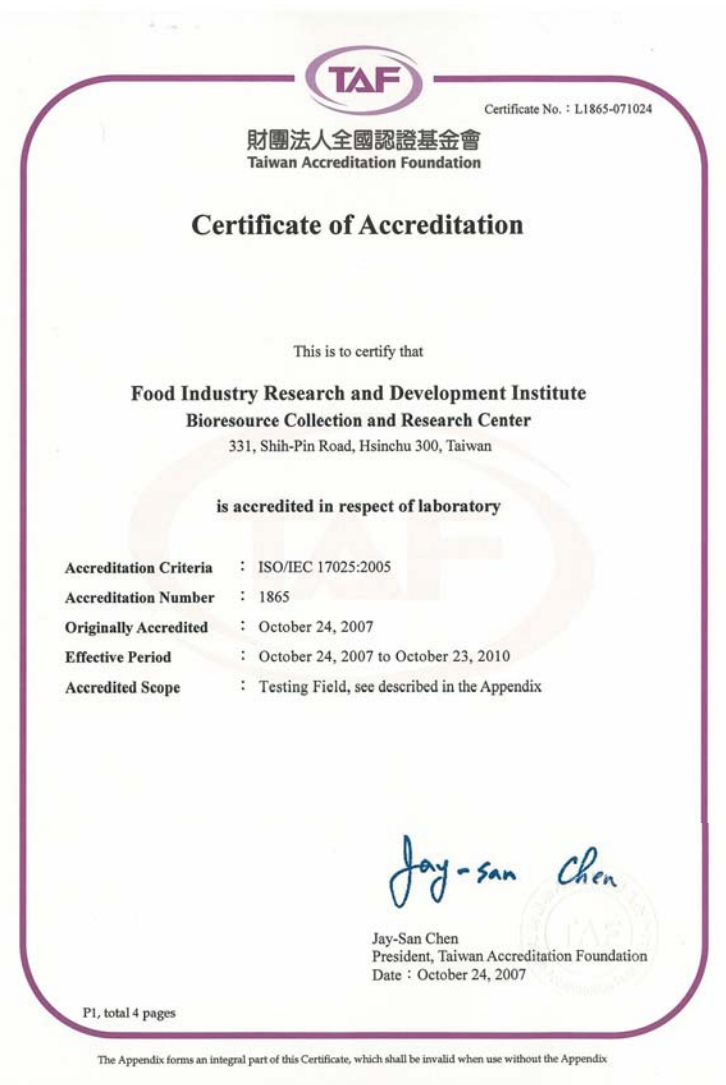 TAF
Certificate No.：L1865-071024
財團法人全國認證基金會
Taiwan Accreditation Foundation
Certificate of Accreditation
This is to certify that
Food Industry Research and Development Institute
Bioresource Collection and Research Center
331, Shih-Pin Road, Hsinchu 300, Taiwan
is accredited in respect of laboratory
Accreditation Criteria ： ISO/IEC 17025:2005
Accreditation Number ： 1865
Originally Accredited ： October 24, 2007
Effective Period ： October 24, 2007 to October 23, 2010
Accredited Scope ： Testing Field, see described in the Appendix
Jay-san Chen
Jay-San Chen
President, Taiwan Accreditation Foundation
Date：October 24, 2007
P1, total 4 pages
The Appendix forms an integral part of this Certificate, which shall be invalid when use without the Appendix